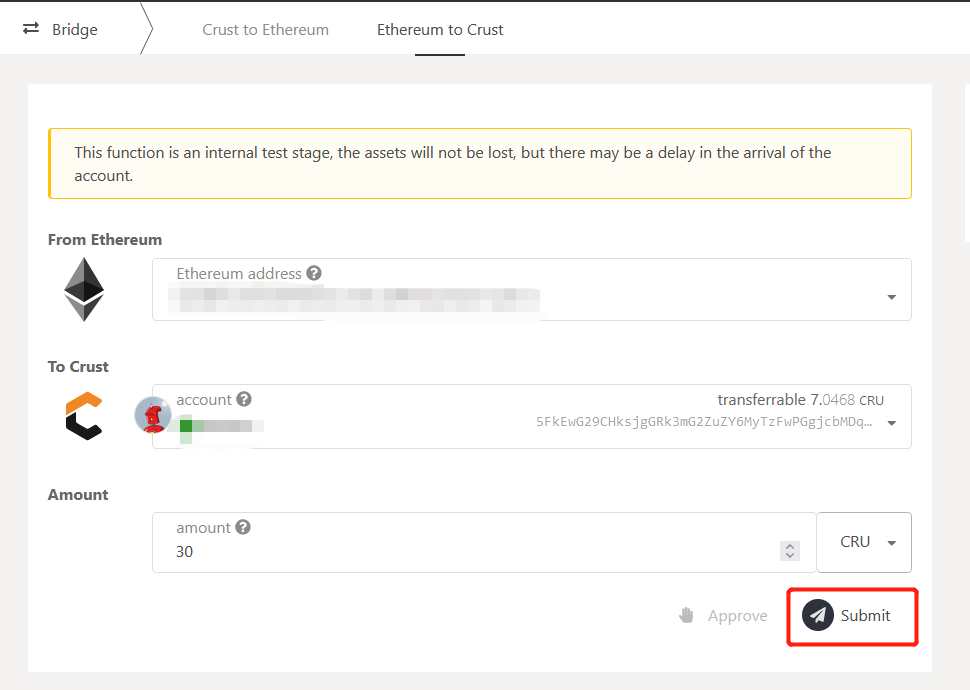 Bridge
Crust to Ethereum
Ethereum to Crust
This function is an internal test stage, the assets will not be lost, but there may be a delay in the arrival of the
account.
From Ethereum
Ethereum address ?
To Crust
account ?
transferrable 7.0468 CRU
5FkEwG29CHksjgGRk3mG2ZuZY6MyTzFwPGgjcbMDq…
Amount
amount ?
30
CRU
Approve
Submit